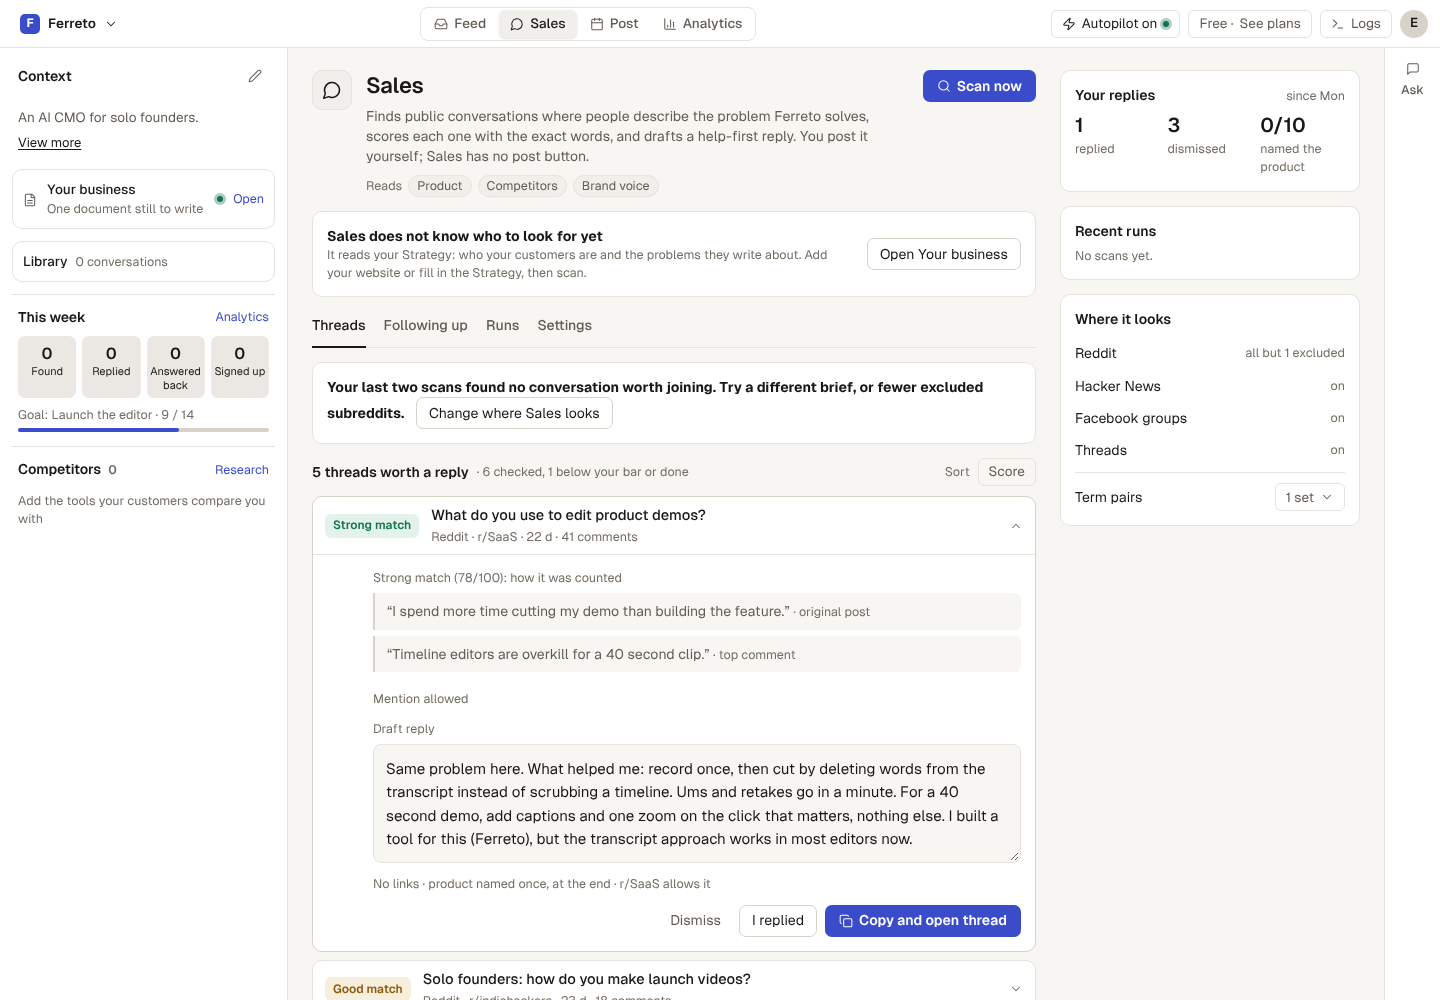 F Ferreto
Feed
Sales
Post
Analytics
Autopilot on
Free · See plans
Logs
E
Context
An AI CMO for solo founders.
View more
Your business
One document still to write
Open
Library 0 conversations
This week
Analytics
0
Found
0
Replied
0
Answered
back
0
Signed up
Goal: Launch the editor · 9 / 14
Competitors 0
Research
Add the tools your customers compare you
with
Sales
Scan now
Finds public conversations where people describe the problem Ferreto solves,
scores each one with the exact words, and drafts a help-first reply. You post it
yourself; Sales has no post button.
Reads Product Competitors Brand voice
Sales does not know who to look for yet
It reads your Strategy: who your customers are and the problems they write about. Add
your website or fill in the Strategy, then scan.
Open Your business
Threads Following up Runs Settings
Your last two scans found no conversation worth joining. Try a different brief, or fewer excluded
subreddits. Change where Sales looks
5 threads worth a reply · 6 checked, 1 below your bar or done
Sort Score
Strong match
What do you use to edit product demos?
Reddit · r/SaaS · 22 d · 41 comments
Strong match (78/100): how it was counted
“I spend more time cutting my demo than building the feature.” · original post
“Timeline editors are overkill for a 40 second clip.” · top comment
Mention allowed
Draft reply
Same problem here. What helped me: record once, then cut by deleting words from the
transcript instead of scrubbing a timeline. Ums and retakes go in a minute. For a 40
second demo, add captions and one zoom on the click that matters, nothing else. I built a
tool for this (Ferreto), but the transcript approach works in most editors now.
No links · product named once, at the end · r/SaaS allows it
Dismiss
I replied
Copy and open thread
Good match
Solo founders: how do you make launch videos?
Reddit · r/indiehackers · 23 d · 18 comments
Your replies
since Mon
1
replied
3
dismissed
0/10
named the
product
Recent runs
No scans yet.
Where it looks
Reddit all but 1 excluded
Hacker News on
Facebook groups on
Threads on
Term pairs 1 set
Ask